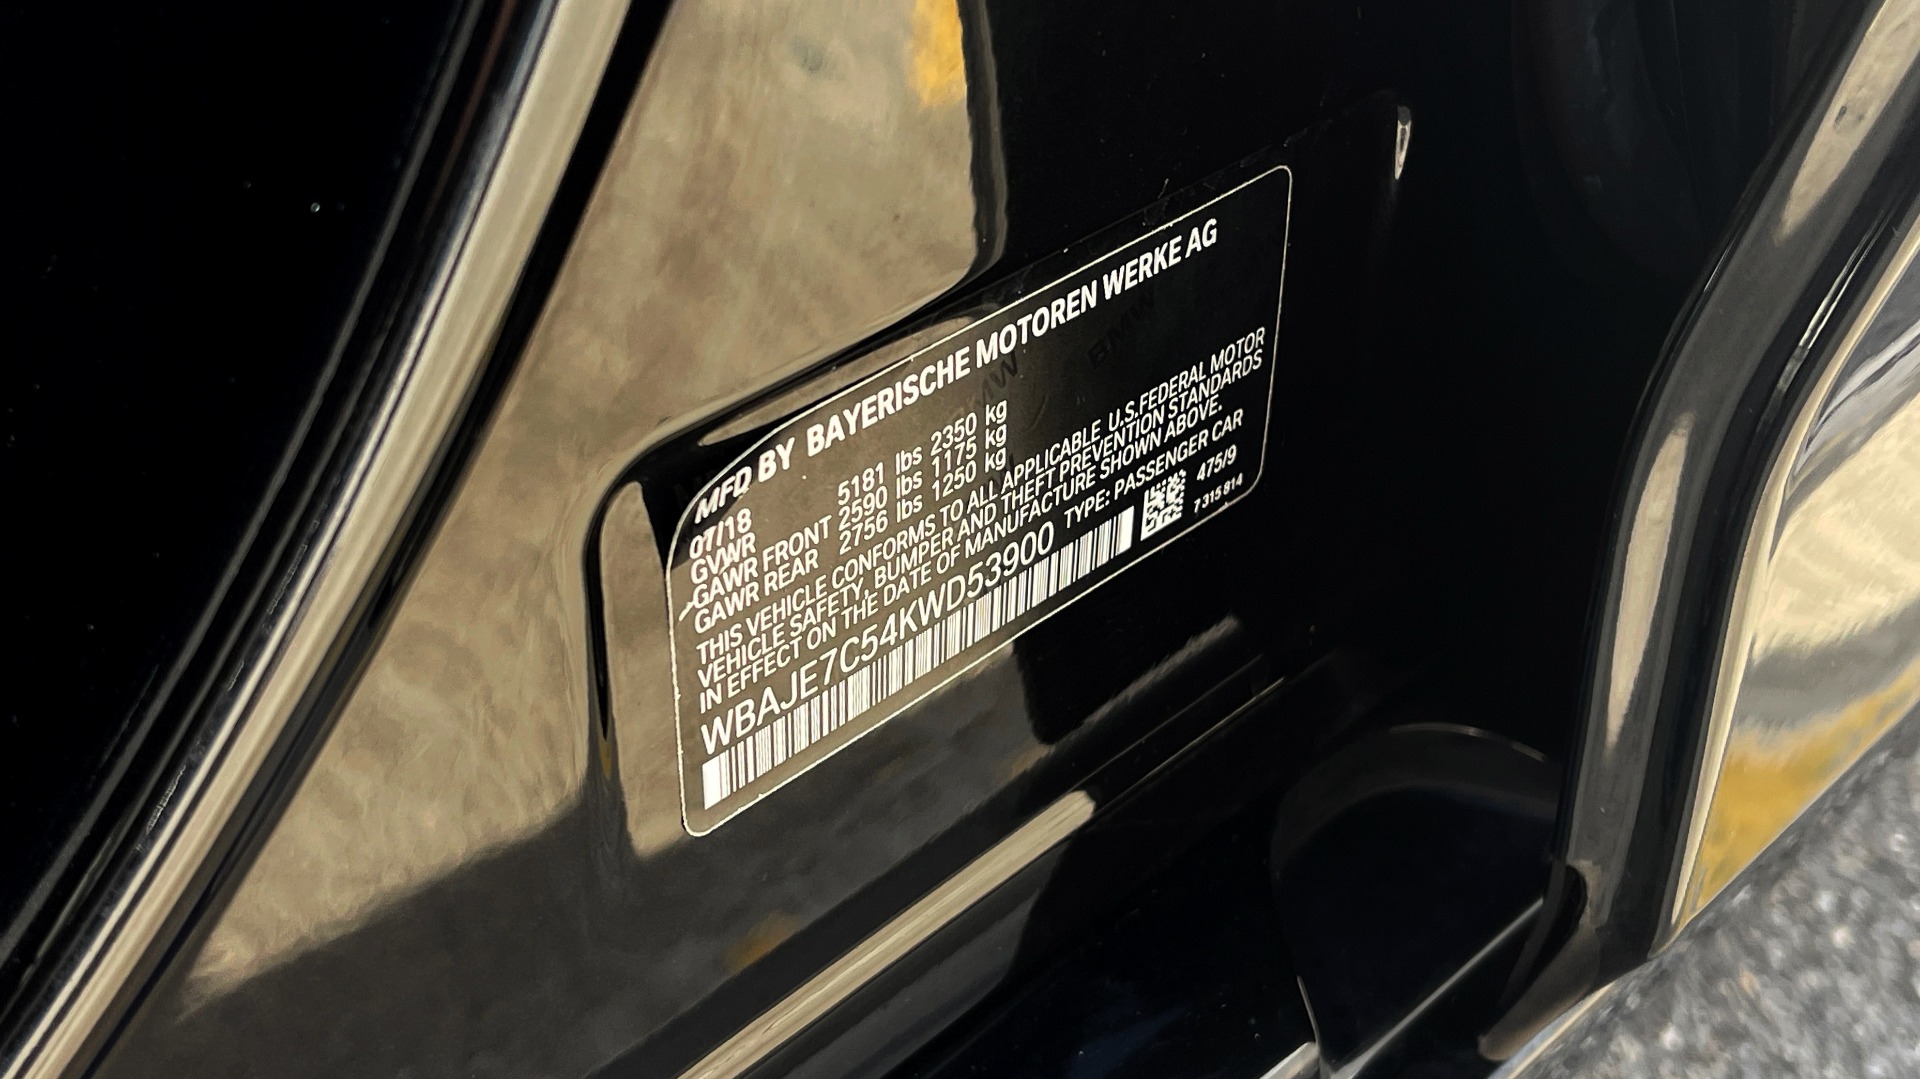 MFD BY BAYERISCHE MOTOREN WERKE AG
07/18
GVWR 5181 lbs 2350 kg
GAWR FRONT 2590 lbs 1175 kg
GAWR REAR 2756 lbs 1250 kg
THIS VEHICLE CONFORMS TO ALL APPLICABLE U.S.FEDERAL MOTOR
VEHICLE SAFETY, BUMPER AND THEFT PREVENTION STANDARDS
IN EFFECT ON THE DATE OF MANUFACTURE SHOWN ABOVE.
WBAJE7C54KWD53900 TYPE: PASSENGER CAR
475/9
7 315 814